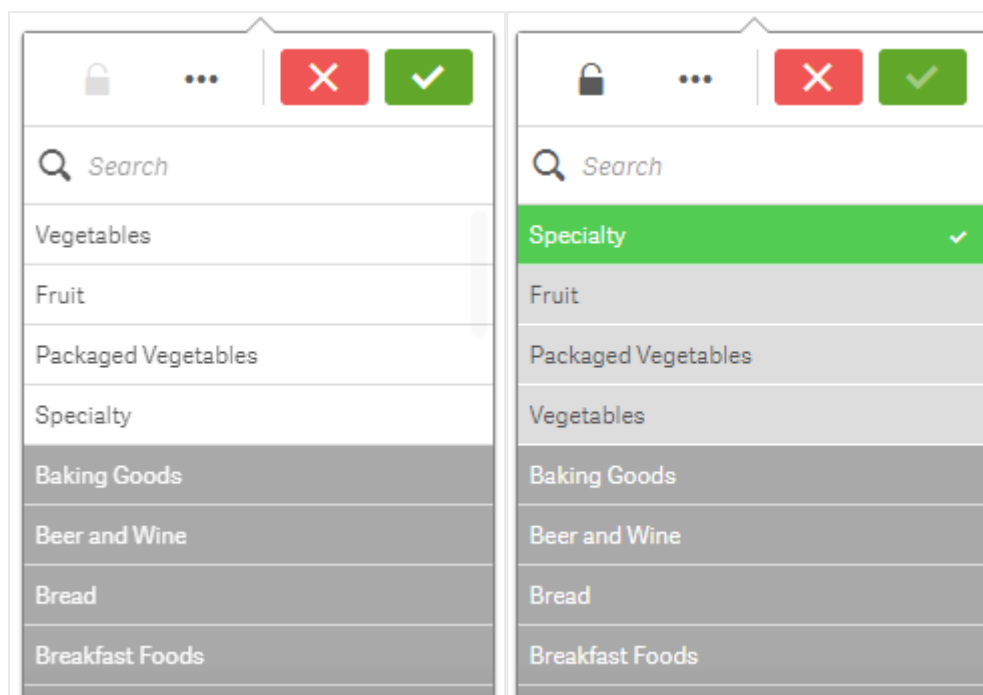 Search
Vegetables
Fruit
Packaged Vegetables
Specialty
Baking Goods
Beer and Wine
Bread
Breakfast Foods
Search
Specialty
Fruit
Packaged Vegetables
Vegetables
Baking Goods
Beer and Wine
Bread
Breakfast Foods